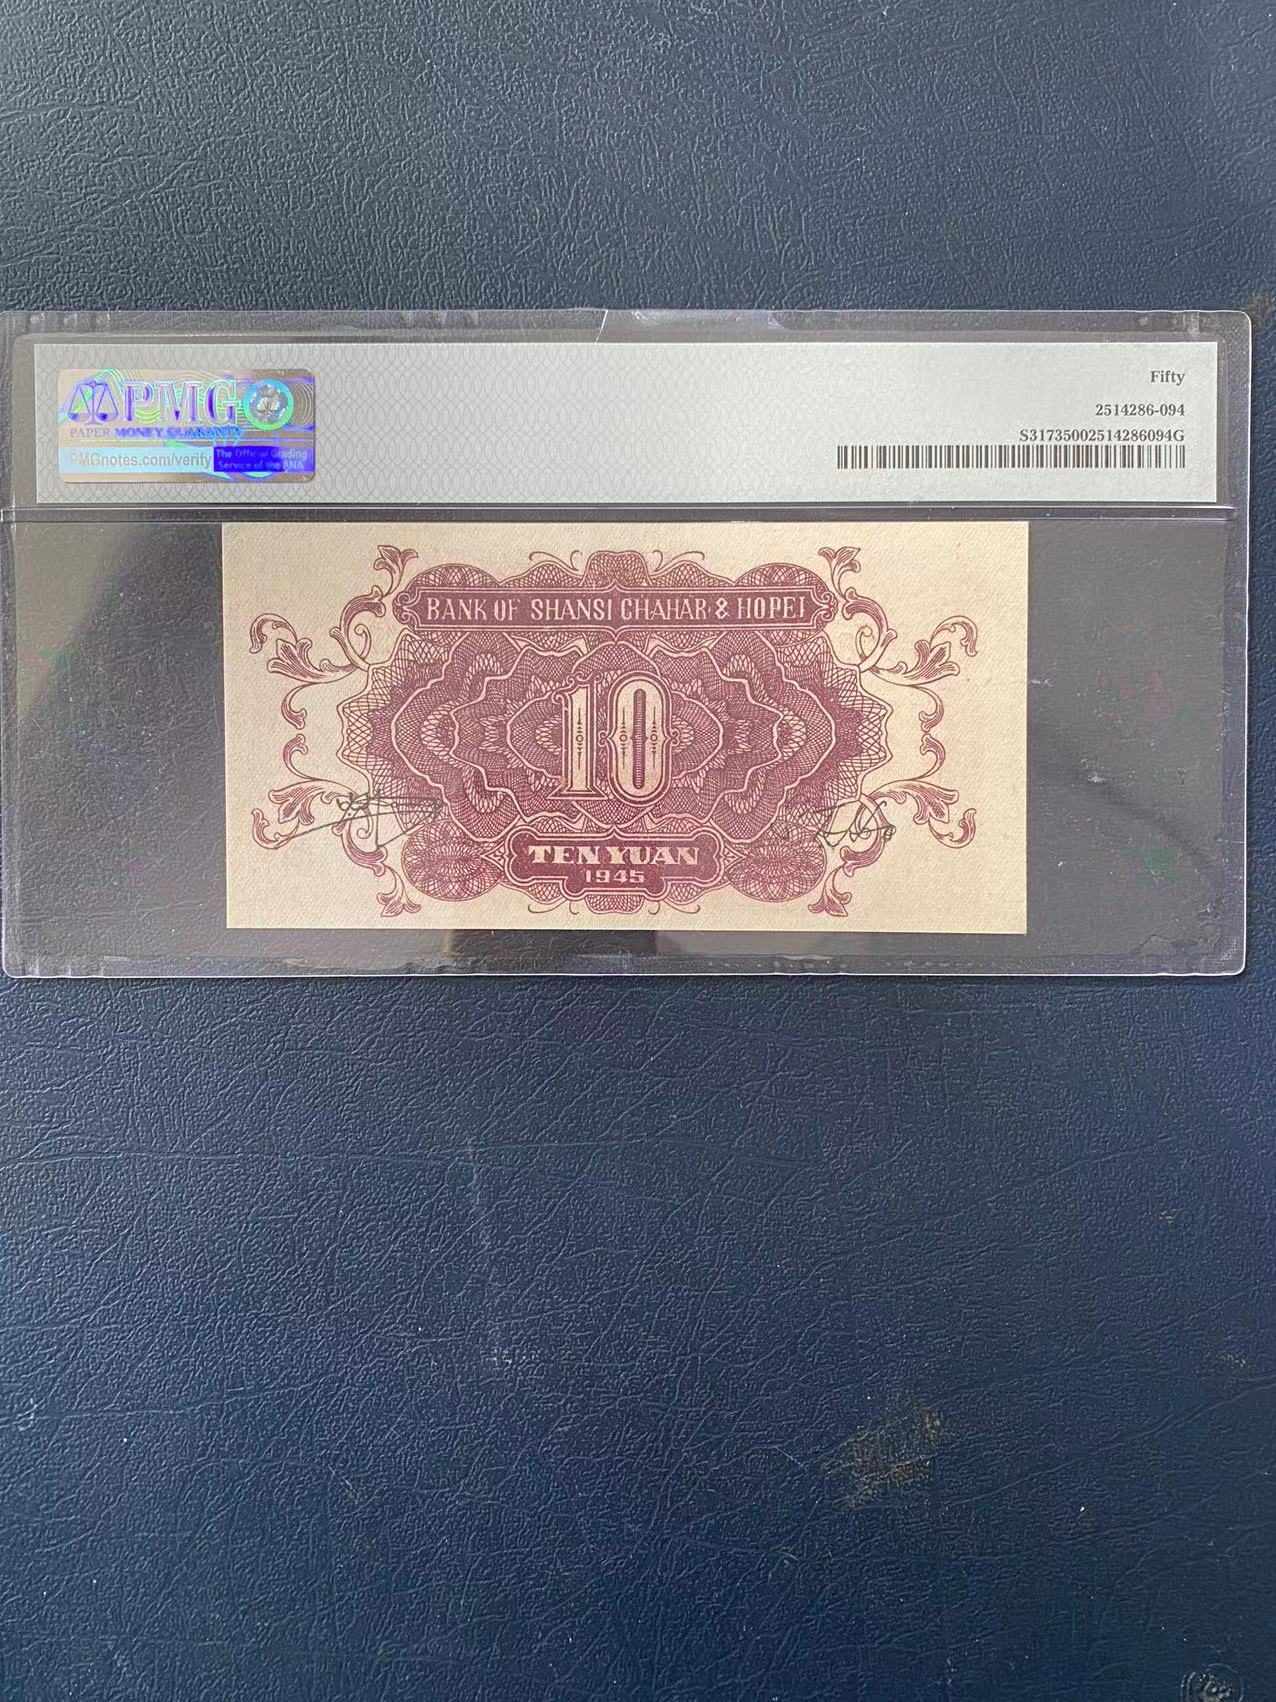 Fifty
PMG
PAPER MONEY GUARANTY
2514286-094
S317350002514286094G
PMGnotes.com/verify
The Official Grading
Service of the ANA
BANK OF SHANSI CHAHAR & HOPEI
10
TEN YUAN
1945